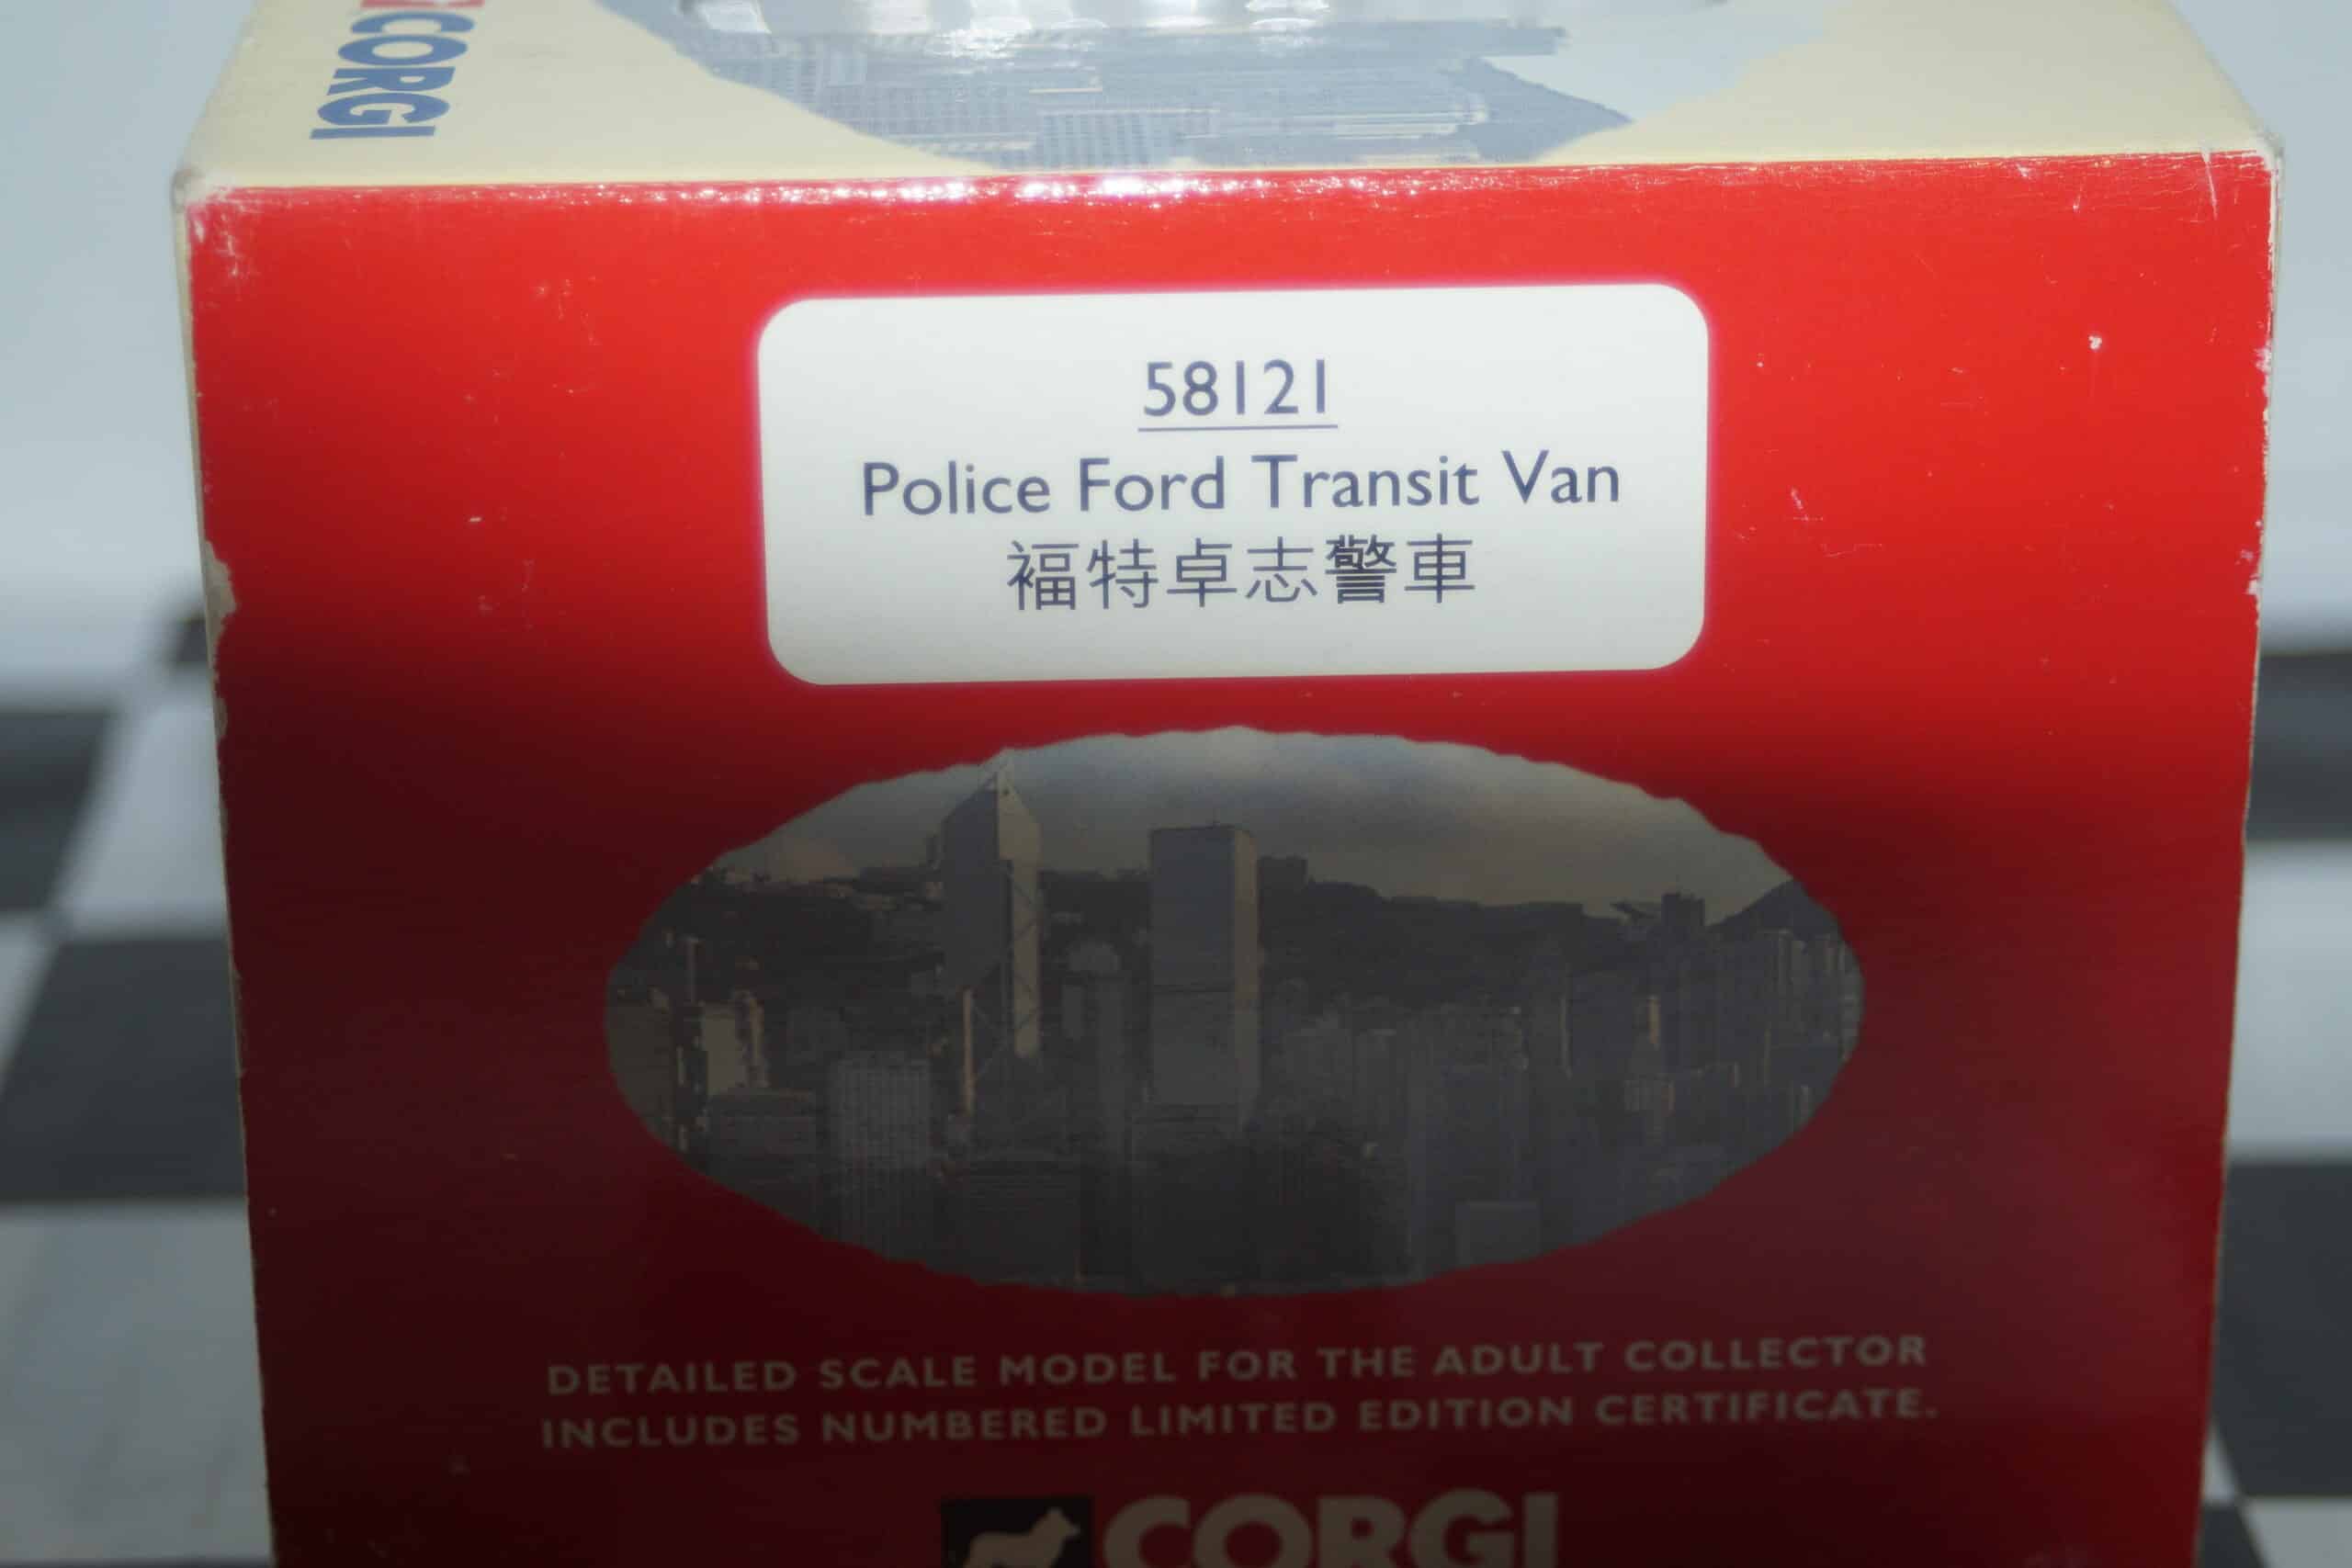 CORGI
58121
Police Ford Transit Van
褔特卓志警車
DETAILED SCALE MODEL FOR THE ADULT COLLECTOR
INCLUDES NUMBERED LIMITED EDITION CERTIFICATE.
CORGI